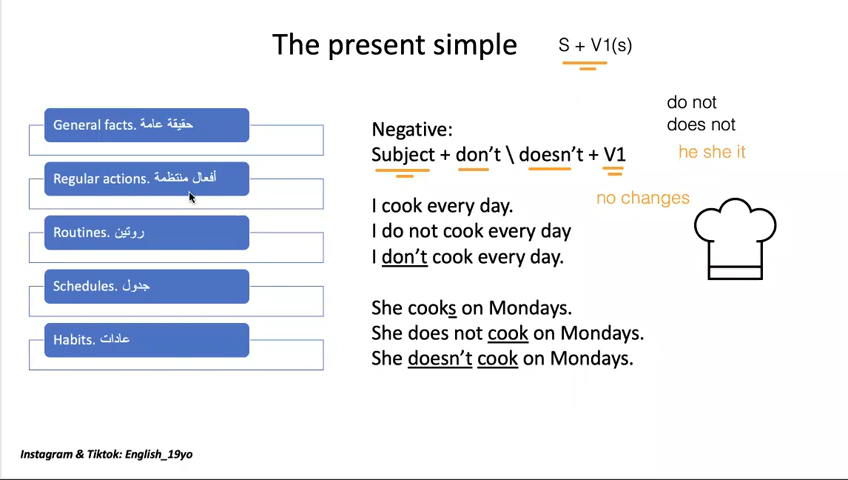 The present simple
S + V1(s)
General facts. حقيقة عامة
Regular actions. أفعال منتظمة
Routines. روتين
Schedules. جدول
Habits. عادات
Negative:
Subject + don't \ doesn't + V1
do not
does not
he she it
no changes
I cook every day.
I do not cook every day
I don't cook every day.
She cooks on Mondays.
She does not cook on Mondays.
She doesn't cook on Mondays.
Instagram & Tiktok: English_19yo